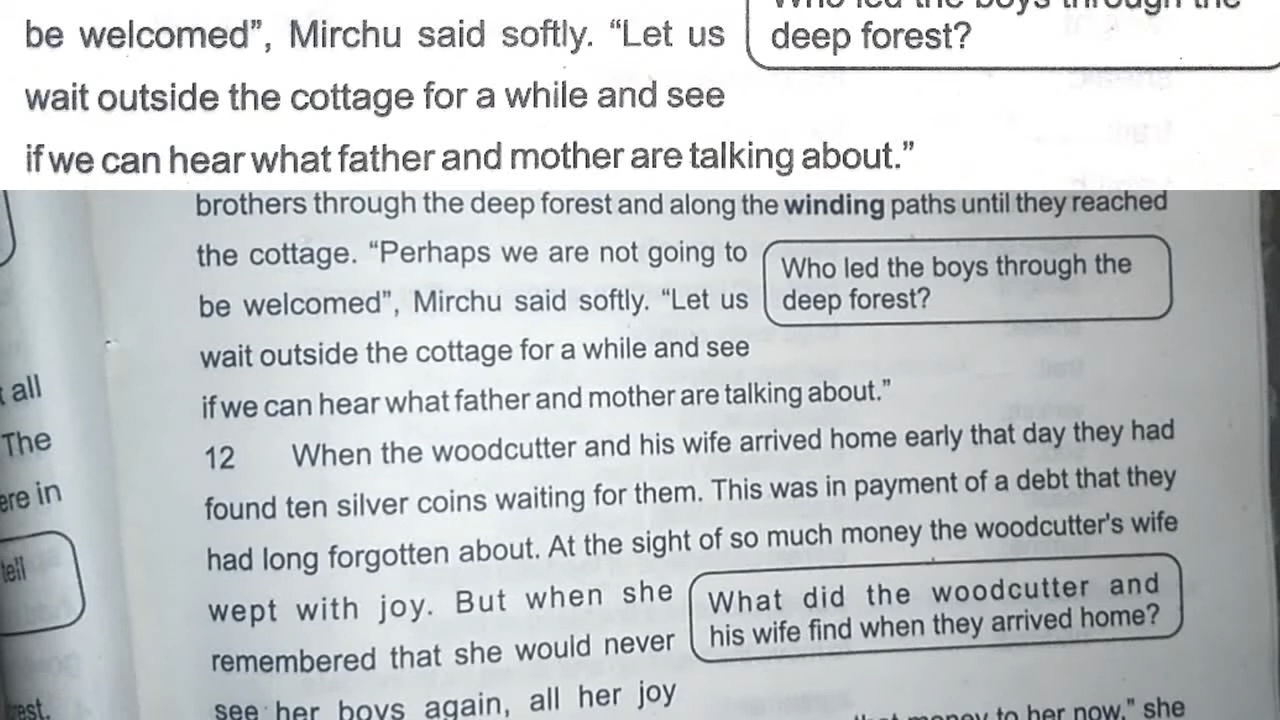 be welcomed”, Mirchu said softly. “Let us
deep forest?
wait outside the cottage for a while and see
if we can hear what father and mother are talking about.”
brothers through the deep forest and along the winding paths until they reached
the cottage. “Perhaps we are not going to
be welcomed”, Mirchu said softly. “Let us
Who led the boys through the
deep forest?
wait outside the cottage for a while and see
if we can hear what father and mother are talking about.”
12 When the woodcutter and his wife arrived home early that day they had
found ten silver coins waiting for them. This was in payment of a debt that they
had long forgotten about. At the sight of so much money the woodcutter's wife
wept with joy. But when she
remembered that she would never
see her boys again, all her joy
What did the woodcutter and
his wife find when they arrived home?
money to her now,” she
all
The
in
tell